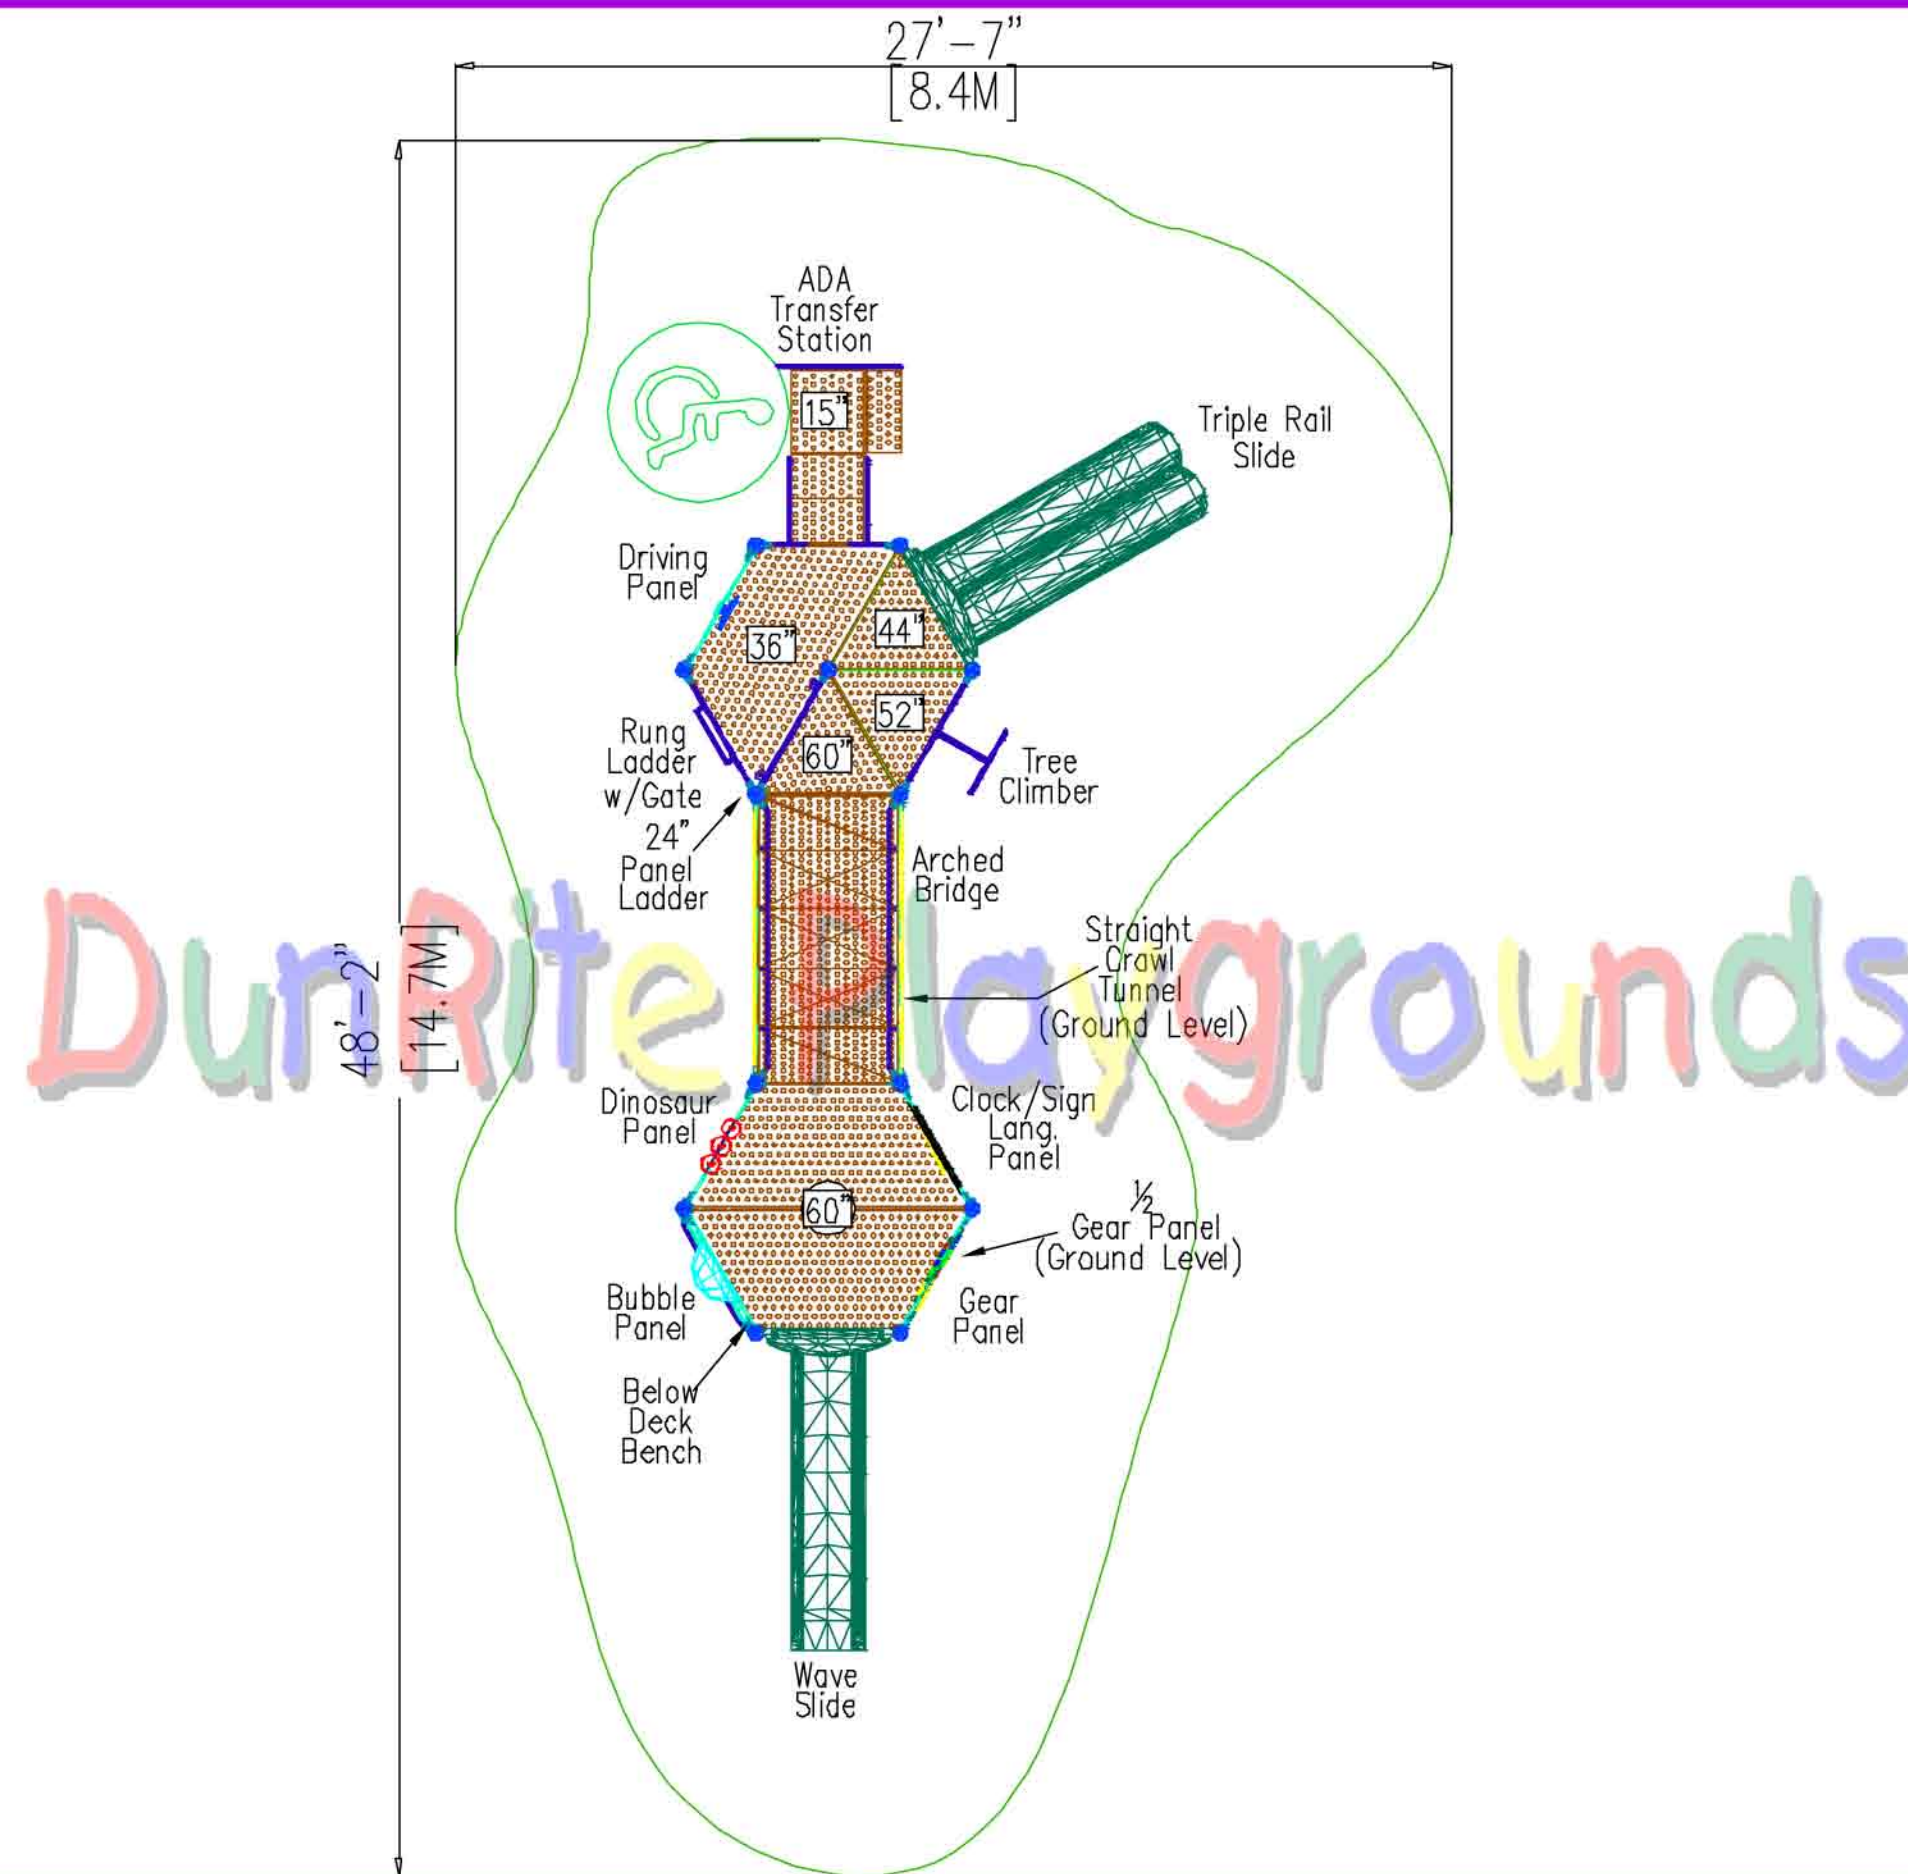 27'-7"
[8.4M]
ADA
Transfer
Station
15"
Triple Rail
Slide
Driving
Panel
36"
44"
52"
60"
Rung
Ladder
w/Gate
24"
Panel
Ladder
Tree
Climber
Arched
Bridge
Straight
Crawl
Tunnel
(Ground Level)
48'-2"
[14.7M]
DunRite Playgrounds
Dinosaur
Panel
Clock/Sign
Lang.
Panel
60"
½
Gear Panel
(Ground Level)
Bubble
Panel
Gear
Panel
Below
Deck
Bench
Wave
Slide